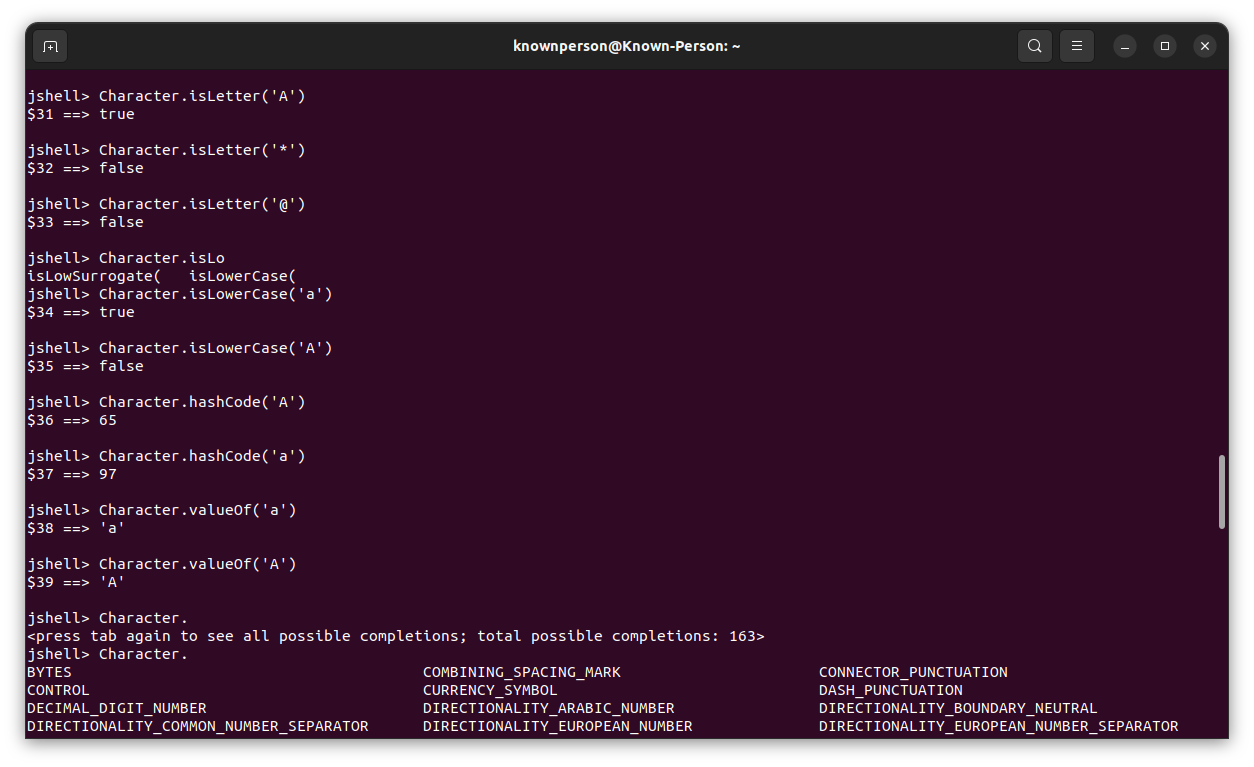 knownperson@Known-Person: ~
jshell> Character.isLetter('A')
$31 ==> true
jshell> Character.isLetter('*')
$32 ==> false
jshell> Character.isLetter('@')
$33 ==> false
jshell> Character.isLo
isLowSurrogate(   isLowerCase(
jshell> Character.isLowerCase('a')
$34 ==> true
jshell> Character.isLowerCase('A')
$35 ==> false
jshell> Character.hashCode('A')
$36 ==> 65
jshell> Character.hashCode('a')
$37 ==> 97
jshell> Character.valueOf('a')
$38 ==> 'a'
jshell> Character.valueOf('A')
$39 ==> 'A'
jshell> Character.
<press tab again to see all possible completions; total possible completions: 163>
jshell> Character.
BYTES   COMBINING_SPACING_MARK   CONNECTOR_PUNCTUATION
CONTROL   CURRENCY_SYMBOL   DASH_PUNCTUATION
DECIMAL_DIGIT_NUMBER   DIRECTIONALITY_ARABIC_NUMBER   DIRECTIONALITY_BOUNDARY_NEUTRAL
DIRECTIONALITY_COMMON_NUMBER_SEPARATOR   DIRECTIONALITY_EUROPEAN_NUMBER   DIRECTIONALITY_EUROPEAN_NUMBER_SEPARATOR